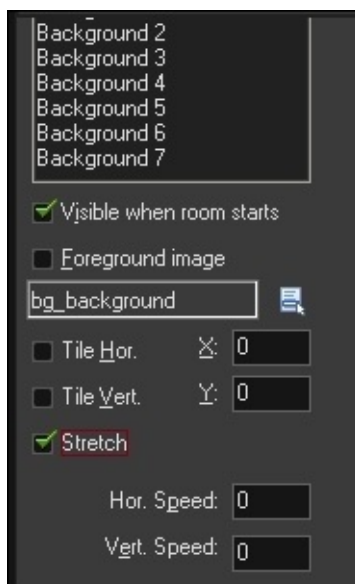 Background 2
Background 3
Background 4
Background 5
Background 6
Background 7
Visible when room starts
Foreground image
bg_background
Tile Hor. X: 0
Tile Vert. Y: 0
Stretch
Hor. Speed: 0
Vert. Speed: 0